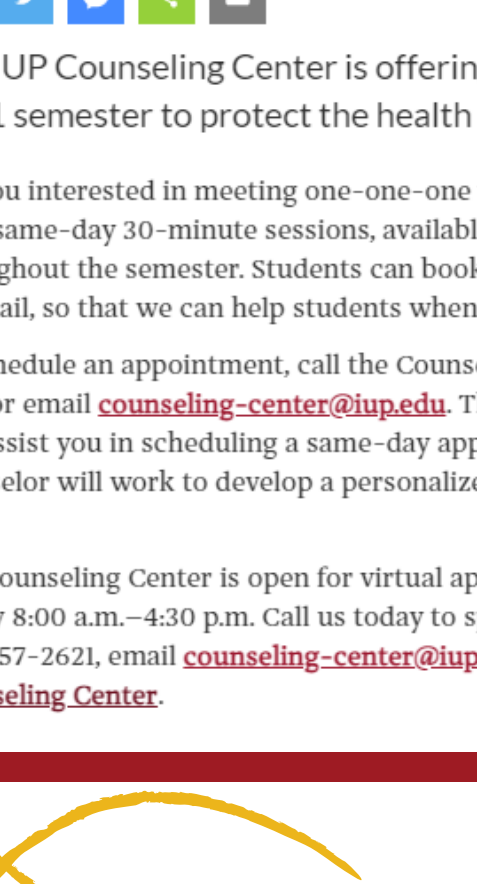 UP Counseling Center is offerin
semester to protect the health
ou interested in meeting one-one-one
same-day 30-minute sessions, availabl
ghout the semester. Students can book
ail, so that we can help students when
hedule an appointment, call the Counse
or email counseling-center@iup.edu. T
ssist you in scheduling a same-day app
elor will work to develop a personalize
ounseling Center is open for virtual ap
y 8:00 a.m.–4:30 p.m. Call us today to s
57-2621, email counseling-center@iup
seling Center.